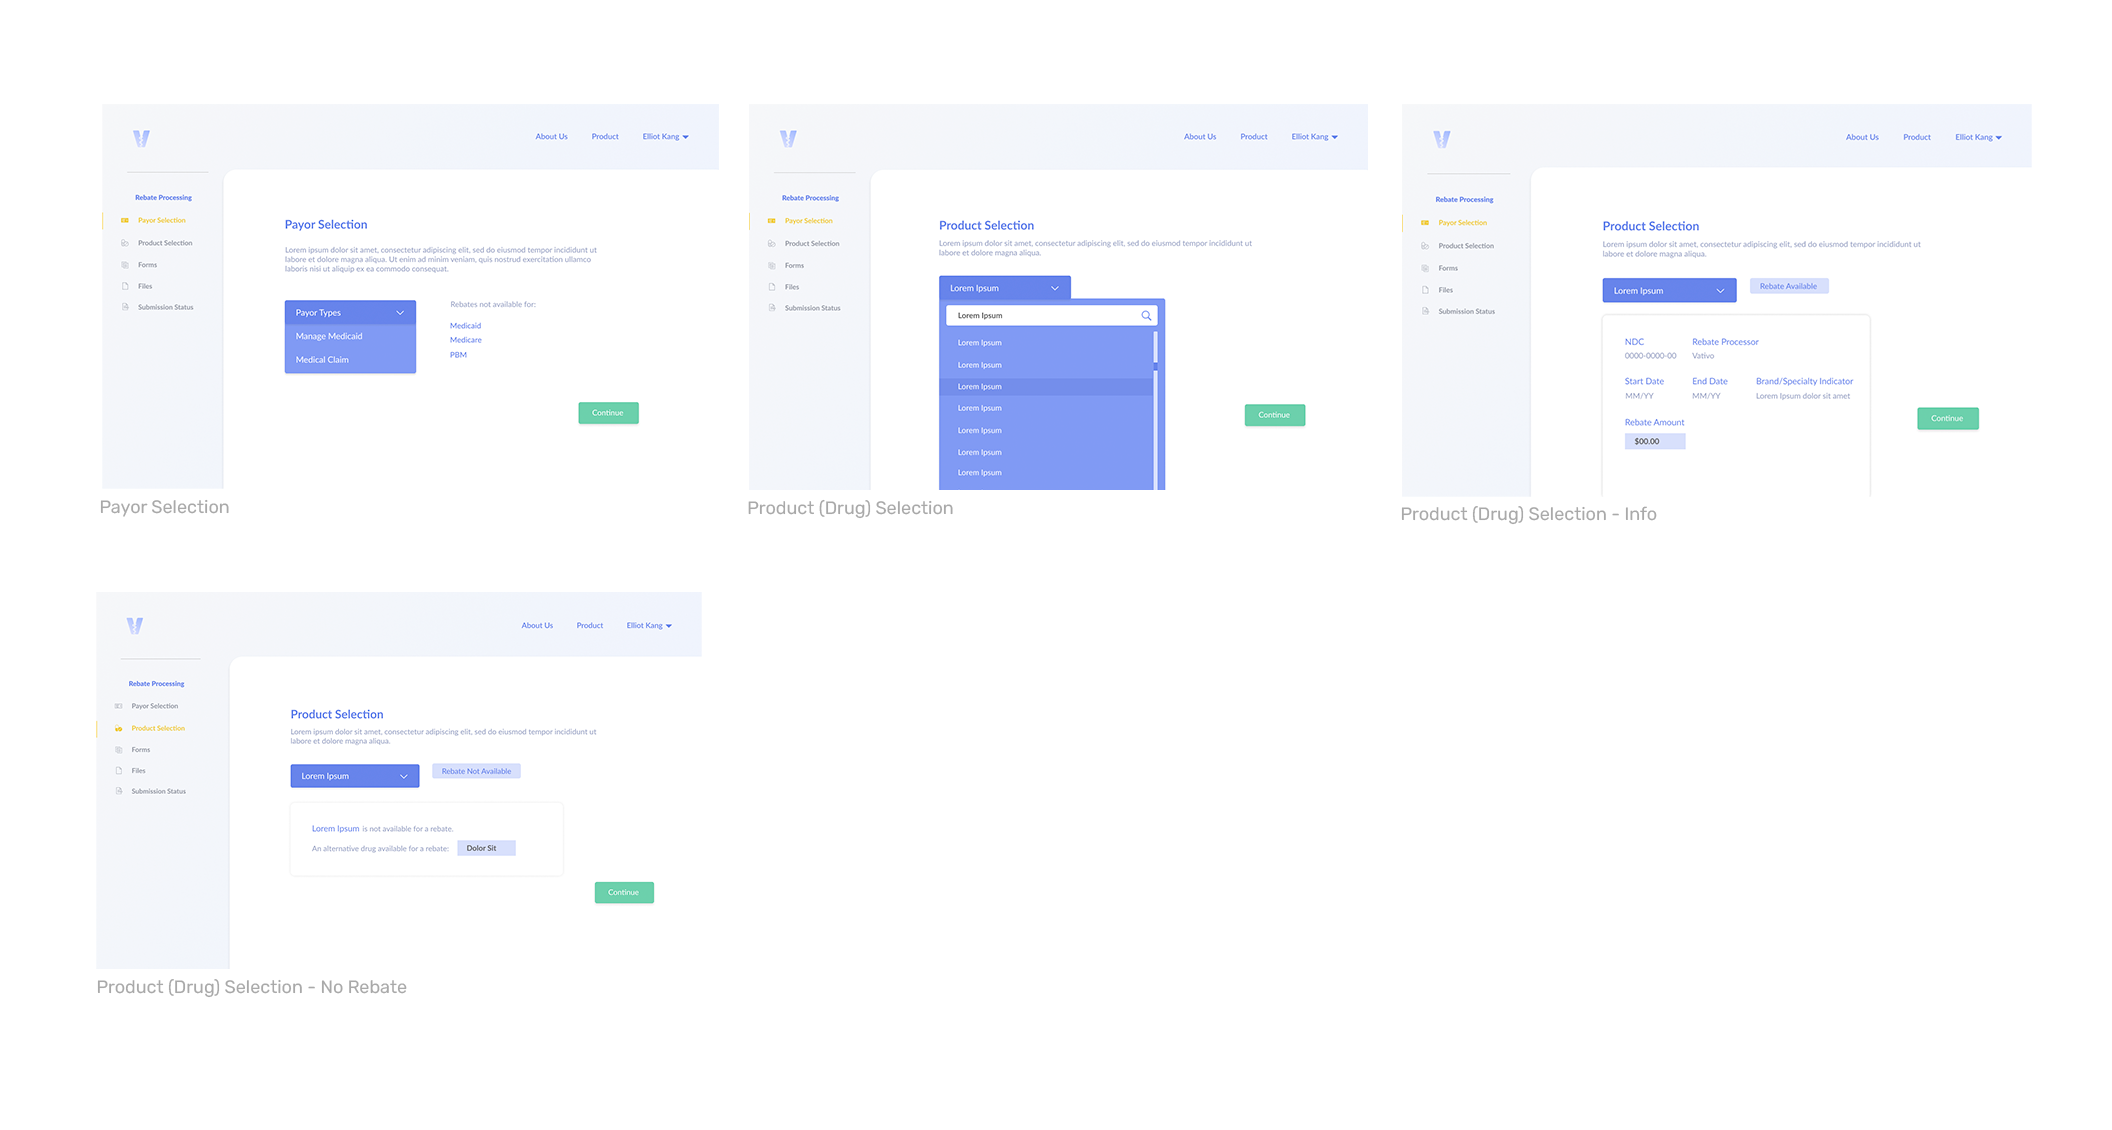 About Us Product Elliot Kang
Rebate Processing
Payor Selection
Product Selection
Forms
Files
Submission Status
Payor Selection
Lorem ipsum dolor sit amet, consectetur adipiscing elit, sed do eiusmod tempor incididunt ut
labore et dolore magna aliqua. Ut enim ad minim veniam, quis nostrud exercitation ullamco
laboris nisi ut aliquip ex ea commodo consequat.
Payor Types
Manage Medicaid
Medical Claim
Rebates not available for:
Medicaid
Medicare
PBM
Continue
Payor Selection
About Us Product Elliot Kang
Rebate Processing
Payor Selection
Product Selection
Forms
Files
Submission Status
Product Selection
Lorem ipsum dolor sit amet, consectetur adipiscing elit, sed do eiusmod tempor incididunt ut
labore et dolore magna aliqua.
Lorem Ipsum
Lorem Ipsum
Lorem Ipsum
Lorem Ipsum
Lorem Ipsum
Lorem Ipsum
Lorem Ipsum
Lorem Ipsum
Lorem Ipsum
Continue
Product (Drug) Selection
About Us Product Elliot Kang
Rebate Processing
Payor Selection
Product Selection
Forms
Files
Submission Status
Product Selection
Lorem ipsum dolor sit amet, consectetur adipiscing elit, sed do eiusmod tempor incididunt ut
labore et dolore magna aliqua.
Lorem Ipsum
Rebate Available
NDC Rebate Processor
0000-0000-00 Vativo
Start Date End Date Brand/Specialty Indicator
MM/YY MM/YY Lorem Ipsum dolor sit amet
Rebate Amount
$00.00
Continue
Product (Drug) Selection - Info
About Us Product Elliot Kang
Rebate Processing
Payor Selection
Product Selection
Forms
Files
Submission Status
Product Selection
Lorem ipsum dolor sit amet, consectetur adipiscing elit, sed do eiusmod tempor incididunt ut
labore et dolore magna aliqua.
Lorem Ipsum
Rebate Not Available
Lorem Ipsum is not available for a rebate.
An alternative drug available for a rebate: Dolor Sit
Continue
Product (Drug) Selection - No Rebate